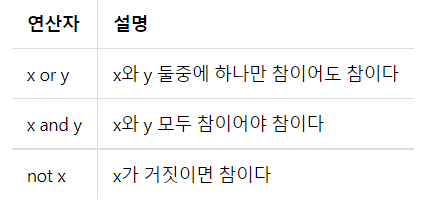 연산자 설명
x or y x와 y 둘중에 하나만 참이어도 참이다
x and y x와 y 모두 참이어야 참이다
not x x가 거짓이면 참이다